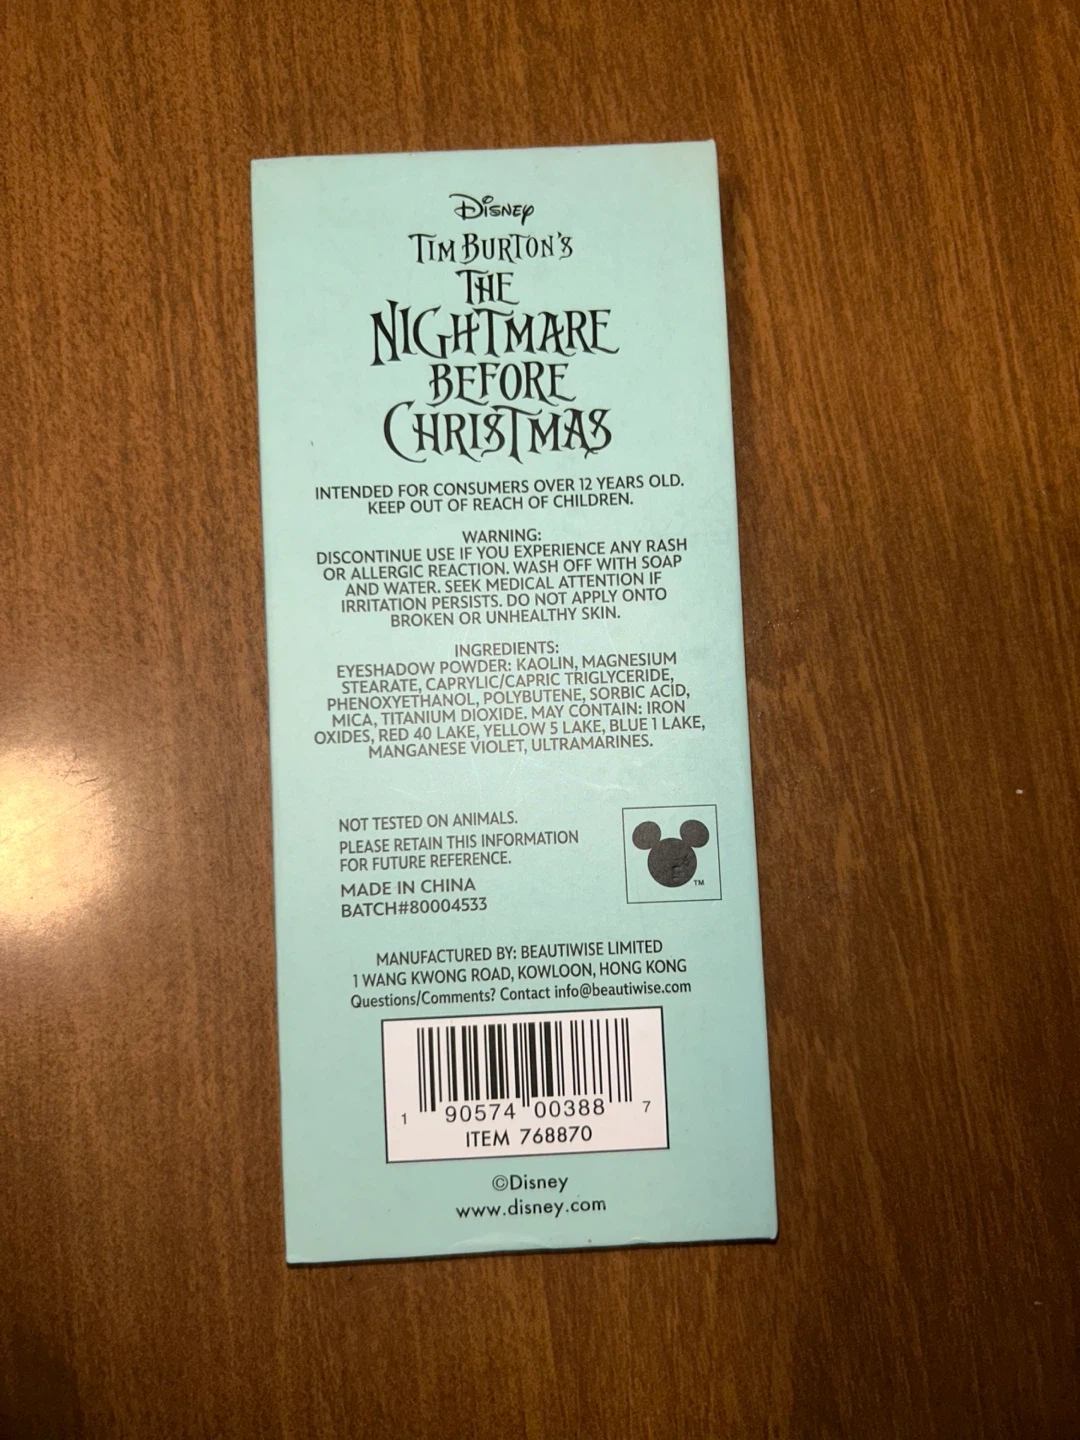 Disney
TIM BURTON'S
THE
NIGHTMARE
BEFORE
CHRISTMAS
INTENDED FOR CONSUMERS OVER 12 YEARS OLD.
KEEP OUT OF REACH OF CHILDREN.
WARNING:
DISCONTINUE USE IF YOU EXPERIENCE ANY RASH
OR ALLERGIC REACTION. WASH OFF WITH SOAP
AND WATER. SEEK MEDICAL ATTENTION IF
IRRITATION PERSISTS. DO NOT APPLY ONTO
BROKEN OR UNHEALTHY SKIN.
INGREDIENTS:
EYESHADOW POWDER: KAOLIN, MAGNESIUM
STEARATE, CAPRYLIC/CAPRIC TRIGLYCERIDE,
PHENOXYETHANOL, POLYBUTENE, SORBIC ACID,
MICA, TITANIUM DIOXIDE. MAY CONTAIN: IRON
OXIDES, RED 40 LAKE, YELLOW 5 LAKE, BLUE 1 LAKE,
MANGANESE VIOLET, ULTRAMARINES.
NOT TESTED ON ANIMALS.
PLEASE RETAIN THIS INFORMATION
FOR FUTURE REFERENCE.
MADE IN CHINA
BATCH#80004533
TM
MANUFACTURED BY: BEAUTIWISE LIMITED
1 WANG KWONG ROAD, KOWLOON, HONG KONG
Questions/Comments? Contact info@beautiwise.com
1 90574 00388 7
ITEM 768870
©Disney
www.disney.com